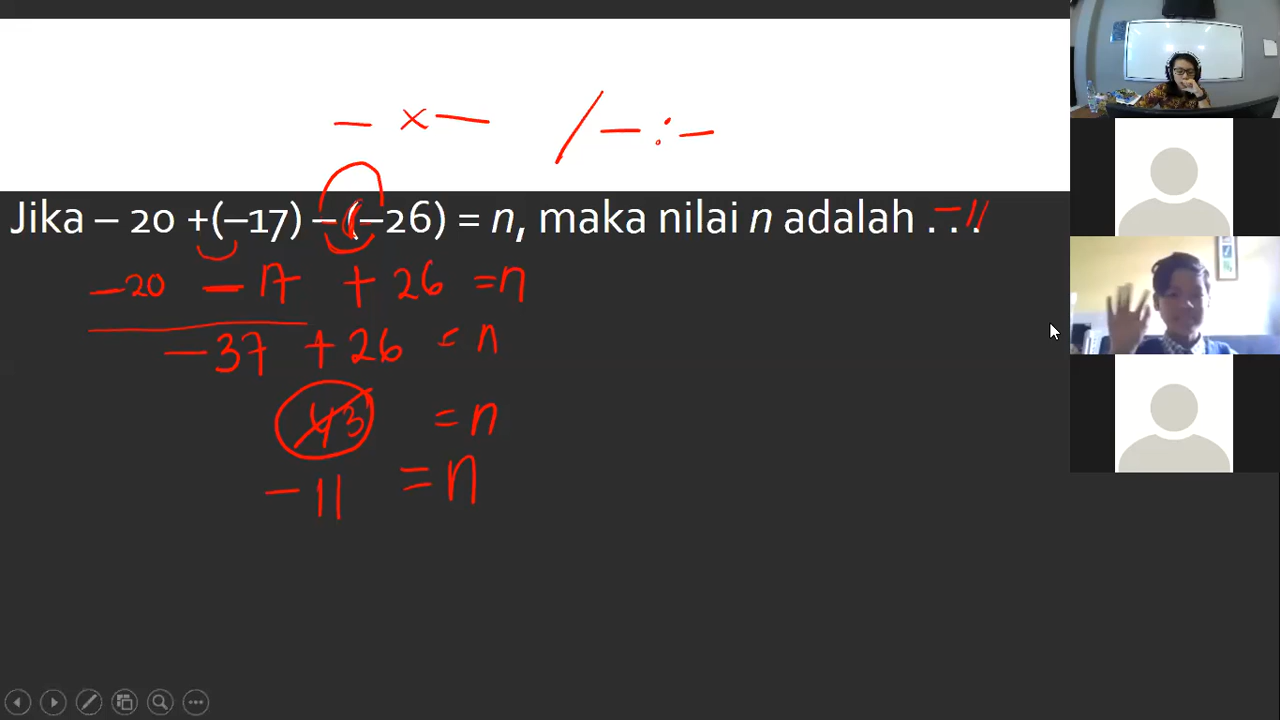 – × – / – : –
Jika – 20 +(–17) – (–26) = n, maka nilai n adalah . . . –11
–20 – 17 + 26 = n
–37 + 26 = n
43 = n
–11 = n